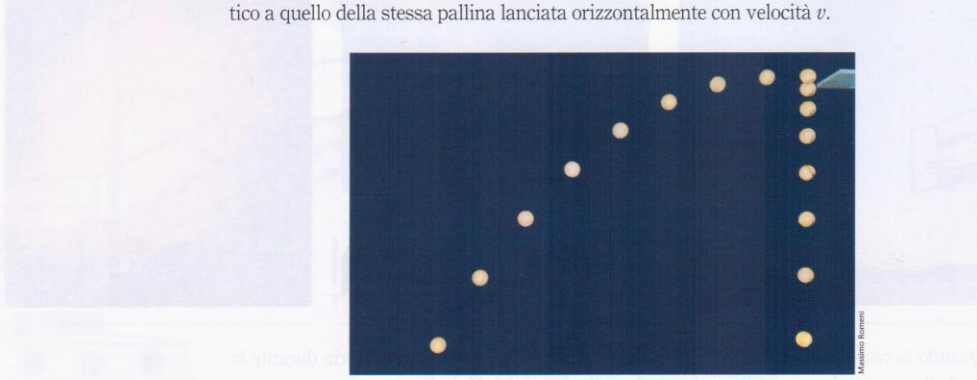 tico a quello della stessa pallina lanciata orizzontalmente con velocità v.
Massimo Romeni